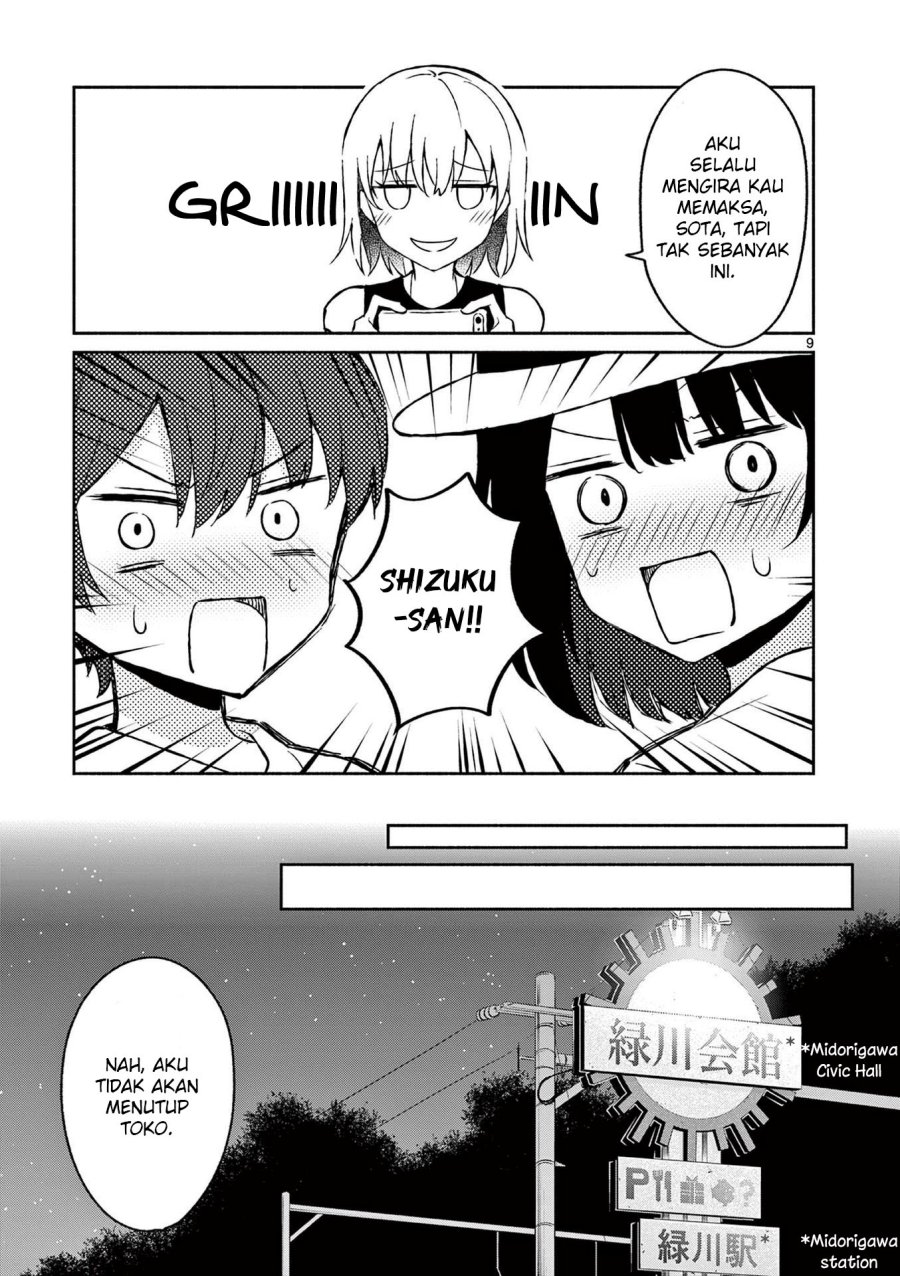 AKU
SELALU
MENGIRA KAU
MEMAKSA,
SOTA, TAPI
TAK SEBANYAK
INI.
GRIIIIIII
IIN
9
SHIZUKU
-SAN!!
緑川会館*
*Midorigawa
Civic Hall
NAH, AKU
TIDAK AKAN
MENUTUP
TOKO.
P ?
緑川駅*
*Midorigawa
station